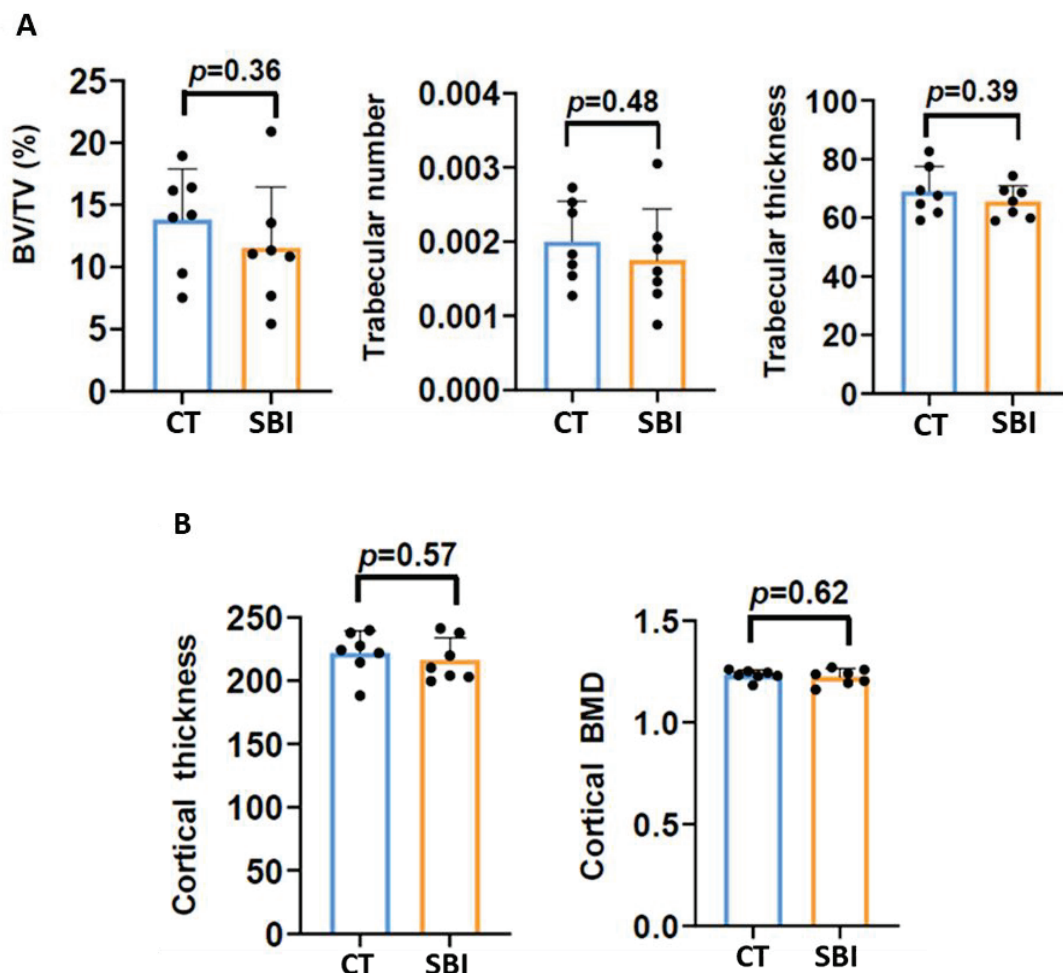 A
p=0.36
BV/TV (%)
25
20
15
10
5
0
CT SBI
p=0.48
Trabecular number
0.004
0.003
0.002
0.001
0.000
CT SBI
p=0.39
Trabecular thickness
100
80
60
40
20
0
CT SBI
B
p=0.57
Cortical thickness
250
200
150
100
50
0
CT SBI
p=0.62
Cortical BMD
1.5
1.0
0.5
0.0
CT SBI